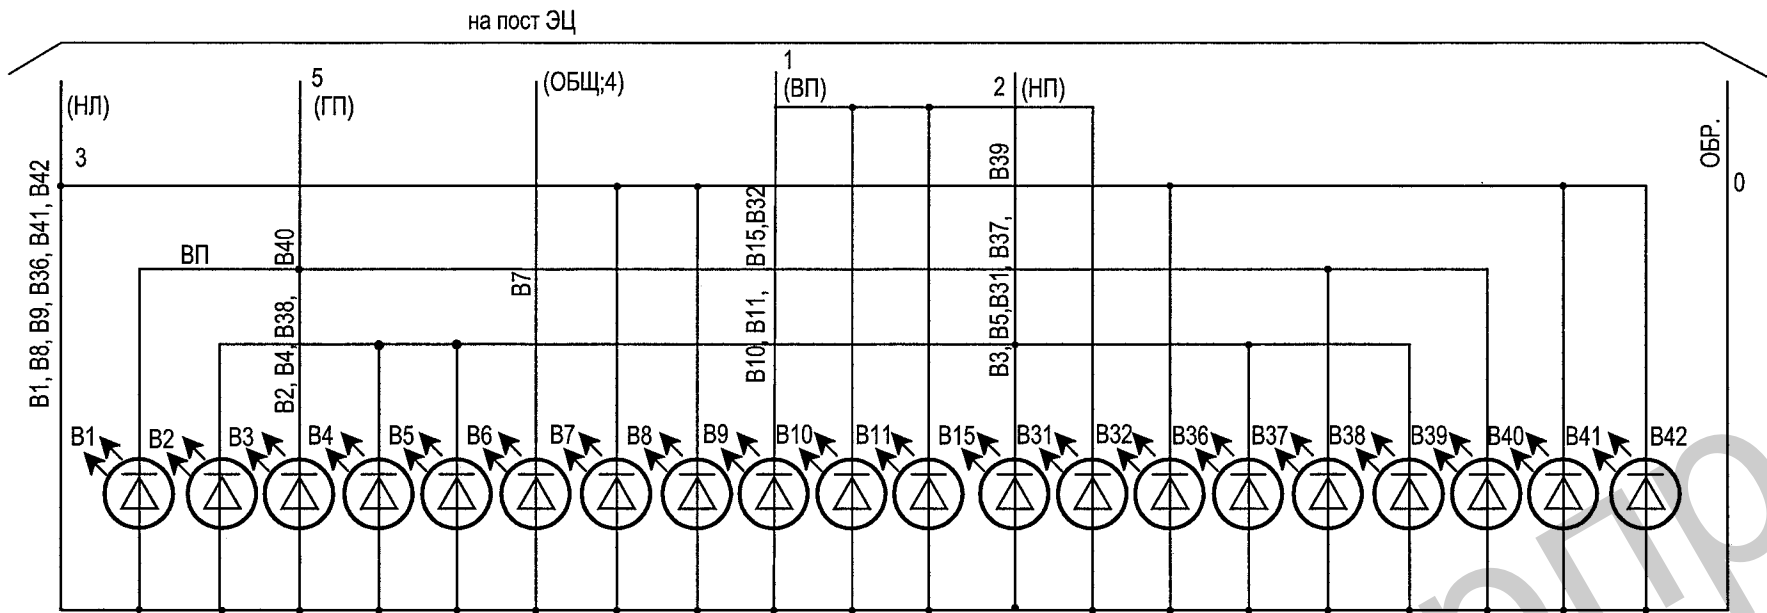 на пост ЭЦ
(НЛ)
5
(ГП)
(ОБЩ;4)
1
(ВП)
2
(НП)
ОБР.
3
0
В1, В8, В9, В36, В41, В42
ВП
В2, В4, В38, В40
В7
В10, В11, В15,В32
В3, В5,В31, В37, В39
В1
В2
В3
В4
В5
В6
В7
В8
В9
В10
В11
В15
В31
В32
В36
В37
В38
В39
В40
В41
В42